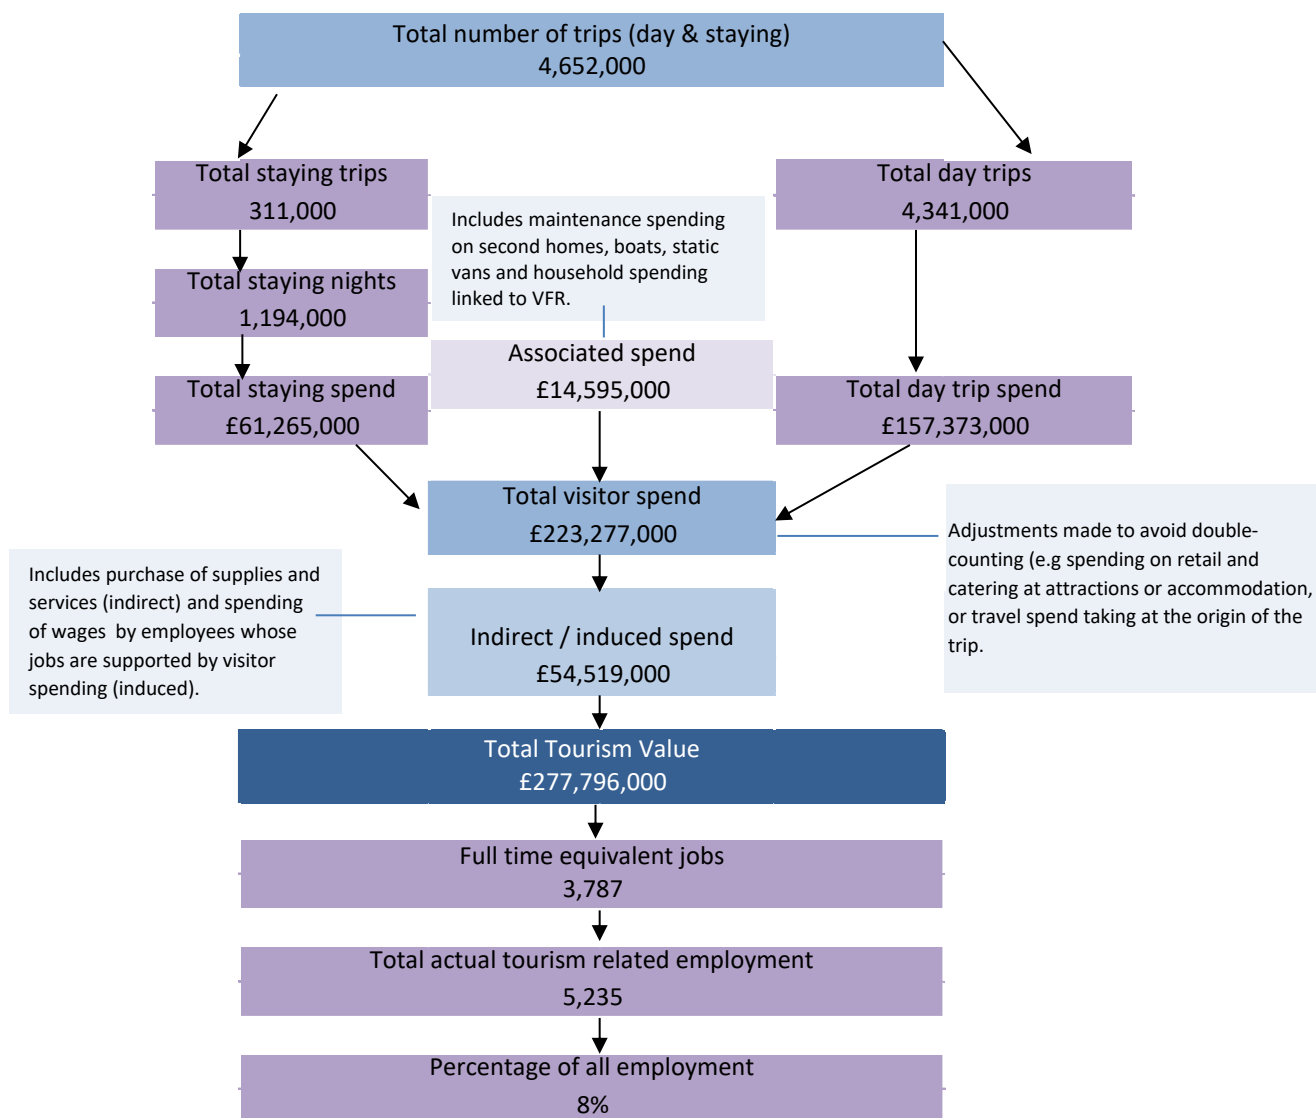 Total number of trips (day & staying)
4,652,000
Total staying trips
311,000
Total day trips
4,341,000
Includes maintenance spending
on second homes, boats, static
vans and household spending
linked to VFR.
Total staying nights
1,194,000
Associated spend
£14,595,000
Total staying spend
£61,265,000
Total day trip spend
£157,373,000
Total visitor spend
£223,277,000
Adjustments made to avoid double-
counting (e.g spending on retail and
catering at attractions or accommodation,
or travel spend taking at the origin of the
trip.
Includes purchase of supplies and
services (indirect) and spending
of wages by employees whose
jobs are supported by visitor
spending (induced).
Indirect / induced spend
£54,519,000
Total Tourism Value
£277,796,000
Full time equivalent jobs
3,787
Total actual tourism related employment
5,235
Percentage of all employment
8%